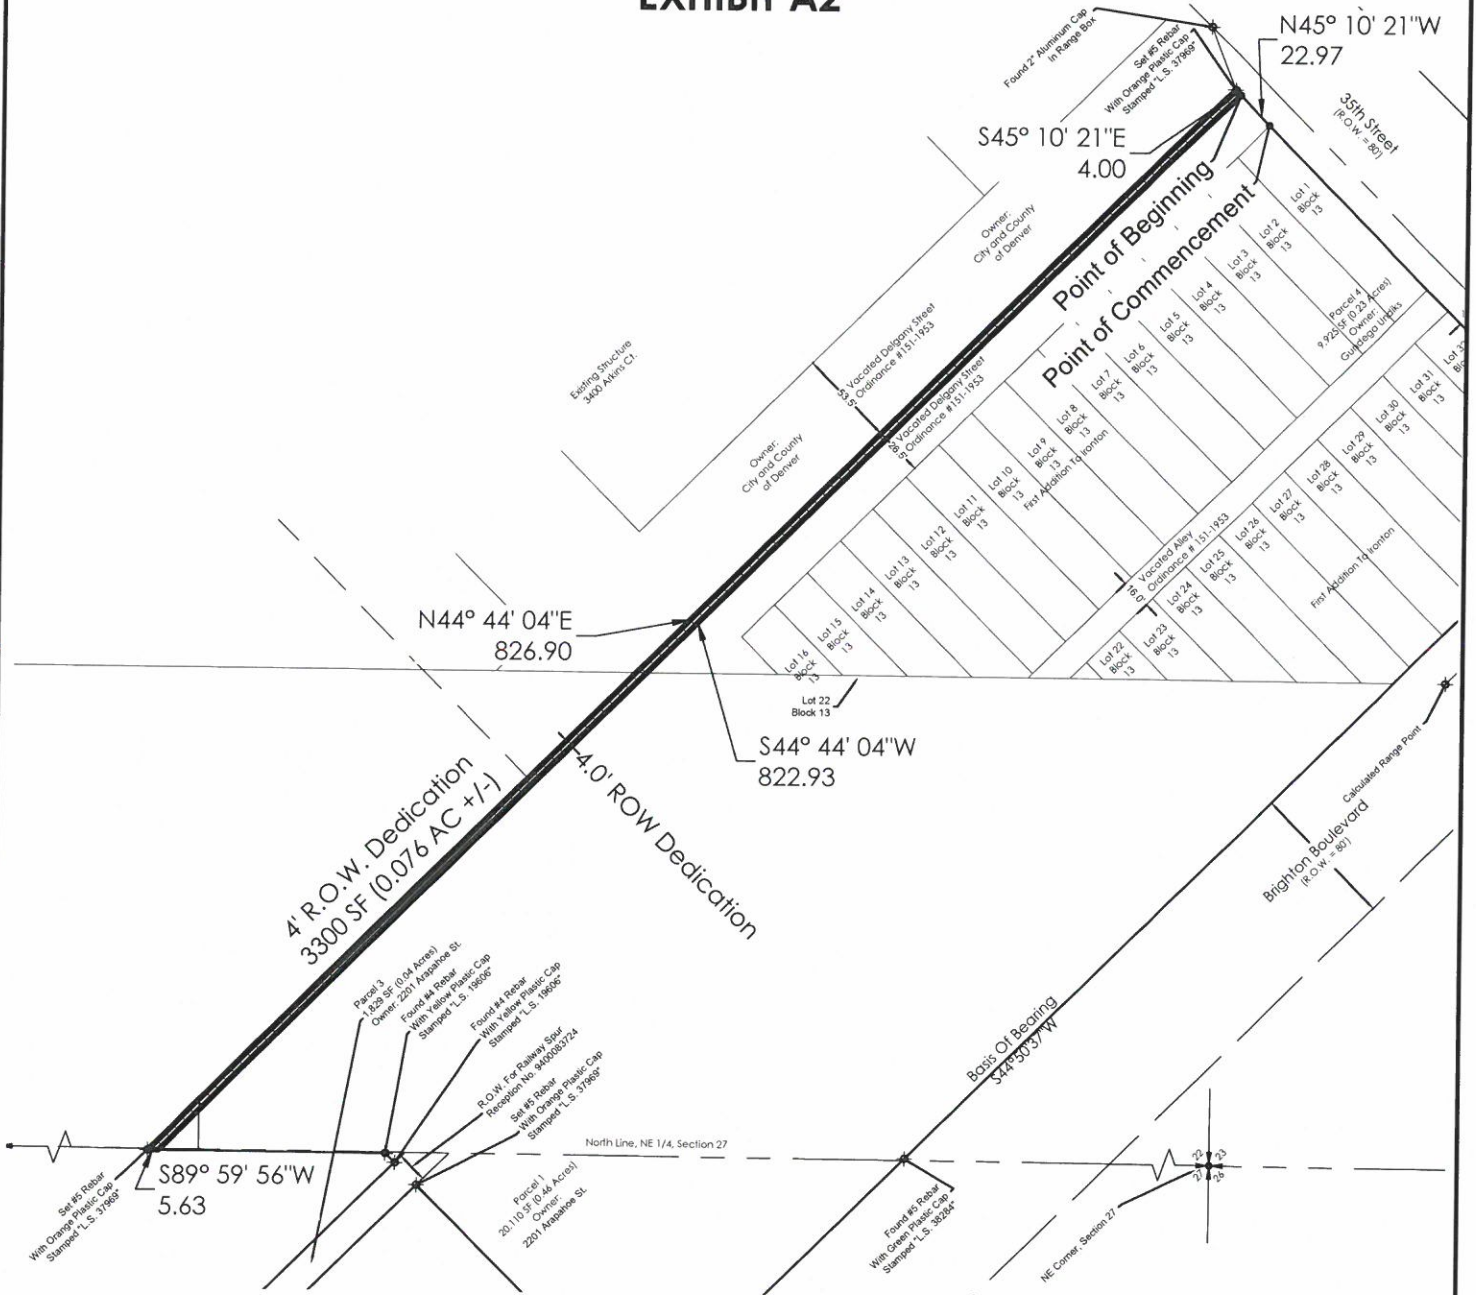 EXHIBIT A2
Found 2" Aluminum Cap
In Range Box
Set #5 Rebar
With Orange Plastic Cap
Stamped "L.S. 37969"
N45° 10' 21"W
22.97
35th Street
(R.O.W. = 80')
S45° 10' 21"E
4.00
Point of Beginning
Point of Commencement
Owner:
City and County
of Denver
Vacated Delgany Street
Ordinance #151-1953
53.5'
Existing Structure
3400 Arkins Ct.
Owner:
City and County
of Denver
Vacated Delgany Street
Ordinance #151-1953
26.5'
Lot 1
Block
13
Lot 2
Block
13
Lot 3
Block
13
Lot 4
Block
13
Lot 5
Block
13
Lot 6
Block
13
Lot 7
Block
13
Lot 8
Block
13
Lot 9
Block
13
Lot 10
Block
13
Lot 11
Block
13
Lot 12
Block
13
Lot 13
Block
13
Lot 14
Block
13
Lot 15
Block
13
Lot 16
Block
13
First Addition To Ironton
Parcel 4
9,925 SF (0.23 Acres)
Owner:
Gundega
Lot 31
Block
13
Lot 30
Block
13
Lot 29
Block
13
Lot 28
Block
13
Lot 27
Block
13
Lot 26
Block
13
Lot 25
Block
13
Lot 24
Block
13
Lot 23
Block
13
Lot 22
Block
13
Vacated Alley
Ordinance # 151-1953
16.0'
First Addition To Ironton
Lot 22
Block 13
N44° 44' 04"E
826.90
S44° 44' 04"W
822.93
4' R.O.W. Dedication
3300 SF (0.076 AC +/-)
4.0' ROW Dedication
Calculated Range Point
Brighton Boulevard
(R.O.W. = 80')
Basis Of Bearing
S44°50'37"W
Parcel 3
1,829 SF (0.04 Acres)
Owner: 2201 Arapahoe St.
Found #4 Rebar
With Yellow Plastic Cap
Stamped "L.S. 19606"
Found #4 Rebar
With Yellow Plastic Cap
Stamped "L.S. 19606"
R.O.W. For Railway Spur
Reception No. 9400083724
Set #5 Rebar
With Orange Plastic Cap
Stamped "L.S. 37969"
North Line, NE 1/4, Section 27
S89° 59' 56"W
5.63
Set #5 Rebar
With Orange Plastic Cap
Stamped "L.S. 37969"
Parcel 1
20,110 SF (0.46 Acres)
Owner:
2201 Arapahoe St.
Found #5 Rebar
With Green Plastic Cap
Stamped "L.S. 38284"
NE Corner, Section 27
22 23
27 26